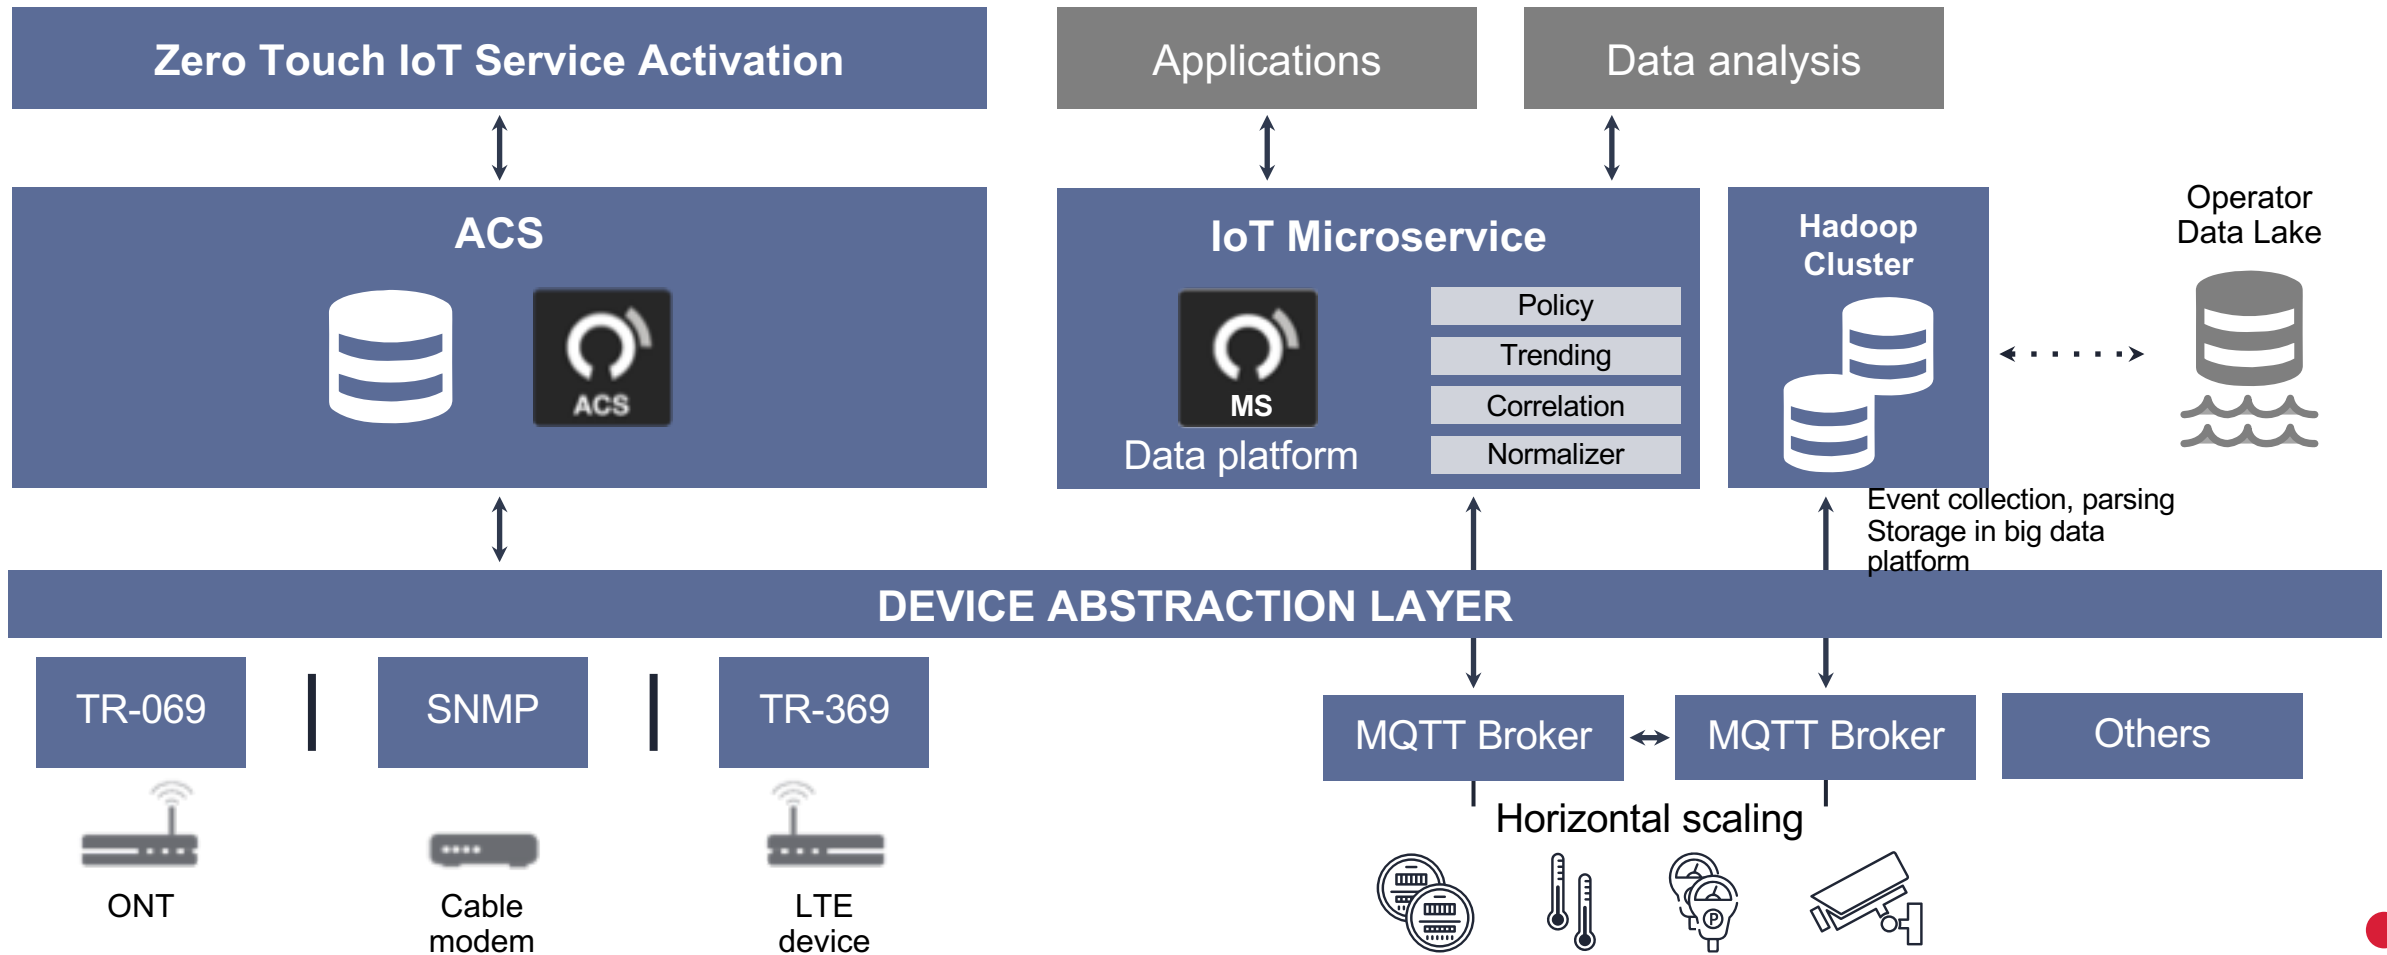 Zero Touch IoT Service Activation
Applications
Data analysis
ACS
ACS
IoT Microservice
MS
Data platform
Policy
Trending
Correlation
Normalizer
Hadoop
Cluster
Operator
Data Lake
Event collection, parsing
Storage in big data
platform
DEVICE ABSTRACTION LAYER
TR-069
SNMP
TR-369
MQTT Broker
MQTT Broker
Others
Horizontal scaling
ONT
Cable
modem
LTE
device
P